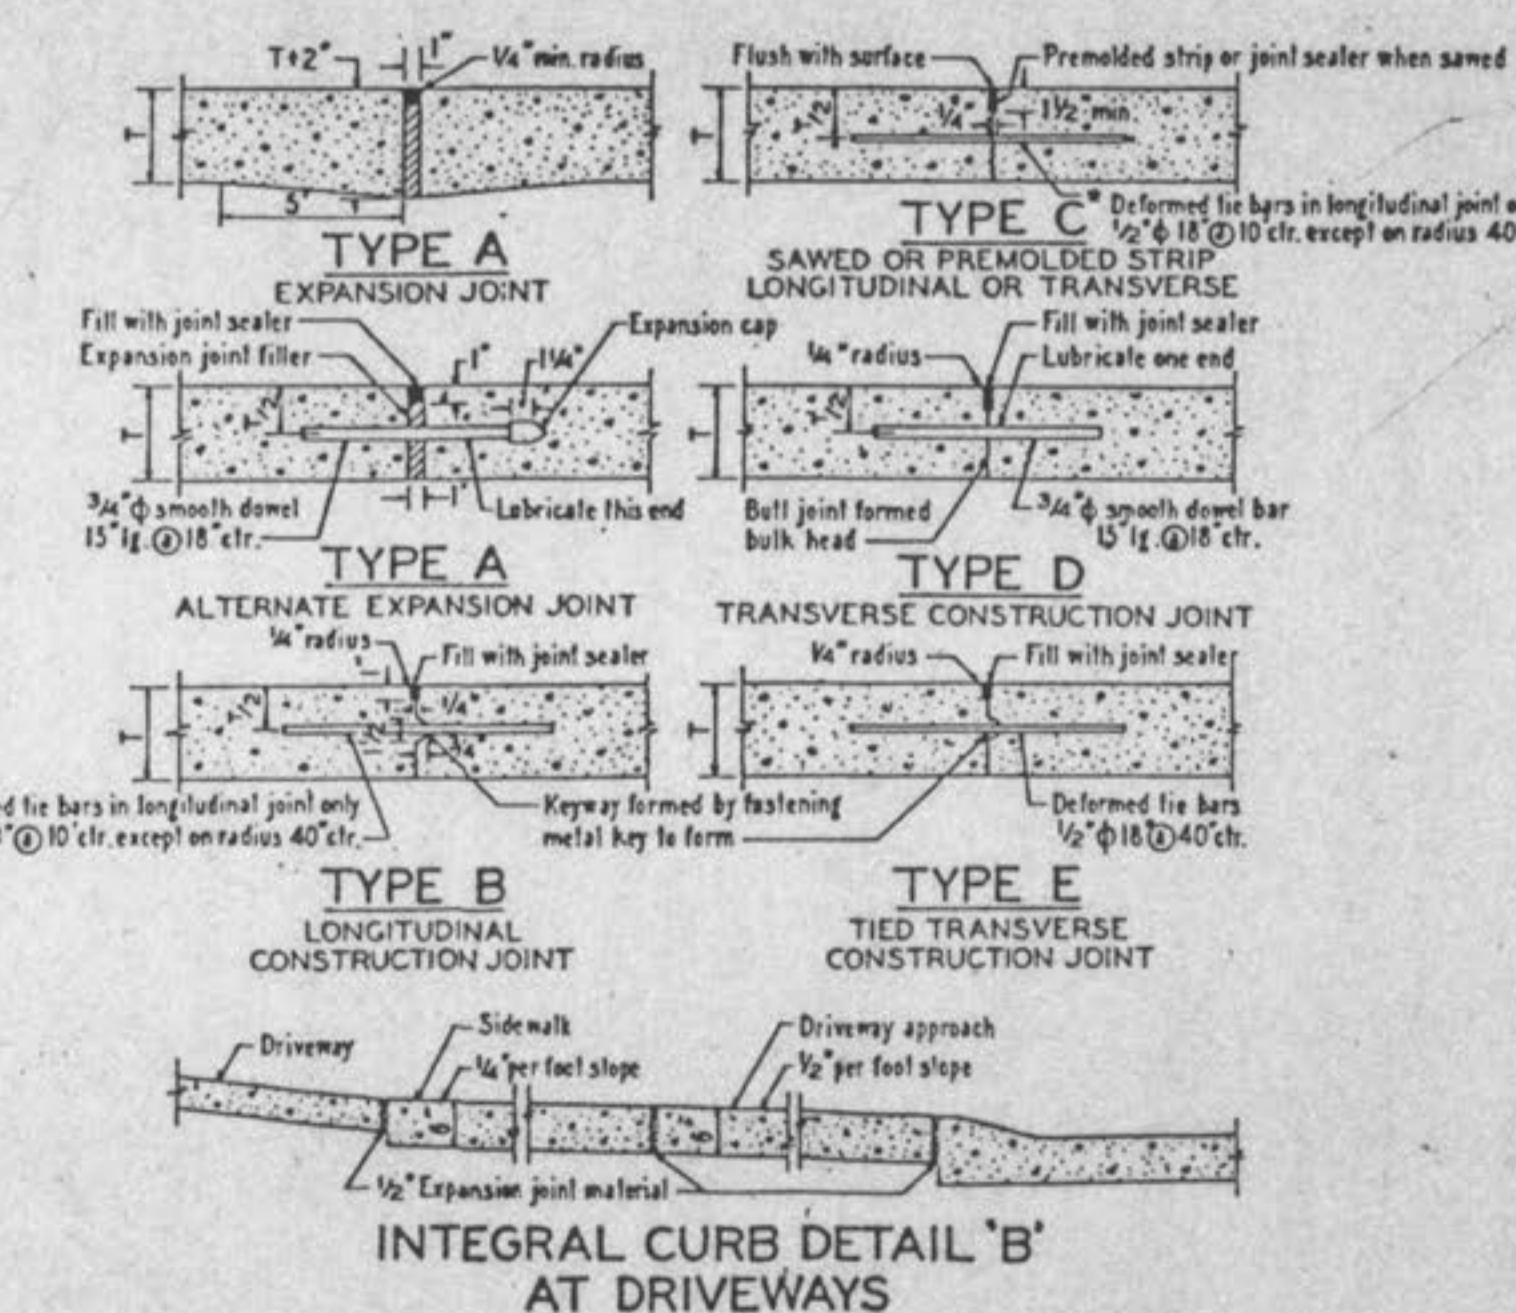 T+2"
1"
1/4" min. radius
T
5'
TYPE A
EXPANSION JOINT
Flush with surface
Premolded strip or joint sealer when sawed
T
T/2
1/4
1 1/2 min.
TYPE C
Deformed tie bars in longitudinal joint
1/2" φ 18" @ 10' ctr. except on radius 40
SAWED OR PREMOLDED STRIP
LONGITUDINAL OR TRANSVERSE
Fill with joint sealer
Expansion joint filler
Expansion cap
1"
1 1/4"
T
T/2
1"
3/4" φ smooth dowel
15" lg. @ 18" ctr.
Lubricate this end
TYPE A
ALTERNATE EXPANSION JOINT
1/4" radius
Fill with joint sealer
Lubricate one end
T
T/2
Butt joint formed
bulk head
3/4" φ smooth dowel bar
15" lg. @ 18" ctr.
TYPE D
TRANSVERSE CONSTRUCTION JOINT
1/4" radius
Fill with joint sealer
T
T/2
1/4
tie bars in longitudinal joint only
@ 10' ctr. except on radius 40" ctr.
Keyway formed by fastening
metal key to form
TYPE B
LONGITUDINAL
CONSTRUCTION JOINT
1/4" radius
Fill with joint sealer
T
Deformed tie bars
1/2" φ 18" @ 40" ctr.
TYPE E
TIED TRANSVERSE
CONSTRUCTION JOINT
Driveway
Sidewalk
1/4" per foot slope
Driveway approach
1/2" per foot slope
6"
6"
1/2" Expansion joint material
INTEGRAL CURB DETAIL 'B'
AT DRIVEWAYS